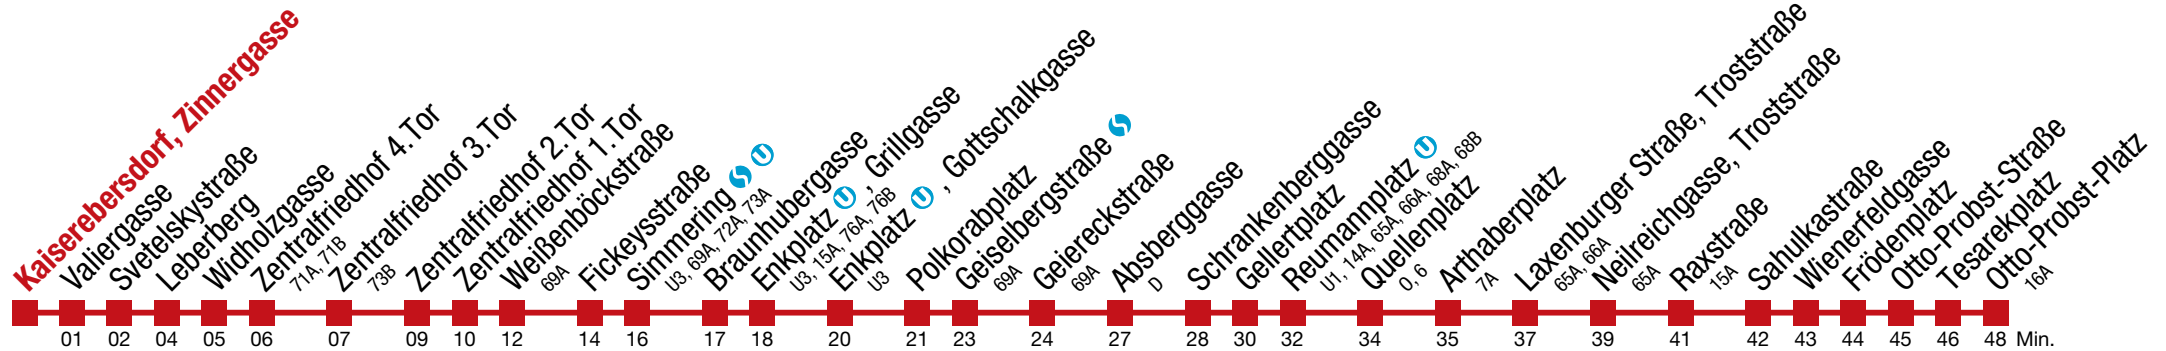 Kaiserebersdorf, Zinnergasse
Valiergasse
Svetelskystraße
Leberberg
Widholzgasse
Zentralfriedhof 4.Tor
71A, 71B
Zentralfriedhof 3.Tor
73B
Zentralfriedhof 2.Tor
Zentralfriedhof 1.Tor
Weißenböckstraße
69A
Fickeysstraße
Simmering S U
U3, 69A, 72A, 73A
Braunhubergasse
Enkplatz U , Grillgasse
U3, 15A, 76A, 76B
Enkplatz U , Gottschalkgasse
U3
Polkorabplatz
Geiselbergstraße S
69A
Geiereckstraße
69A
Absberggasse
D
Schrankenberggasse
Gellertplatz
Reumannplatz U
U1, 14A, 65A, 66A, 68A, 68B
Quellenplatz
O, 6
Arthaberplatz
7A
Laxenburger Straße, Troststraße
65A, 66A
Neilreichgasse, Troststraße
65A
Raxstraße
15A
Sahulkastraße
Wienerfeldgasse
Frödenplatz
Otto-Probst-Straße
Tesarekplatz
Otto-Probst-Platz
16A
01 02 04 05 06 07 09 10 12 14 16 17 18 20 21 23 24 27 28 30 32 34 35 37 39 41 42 43 44 45 46 48 Min.